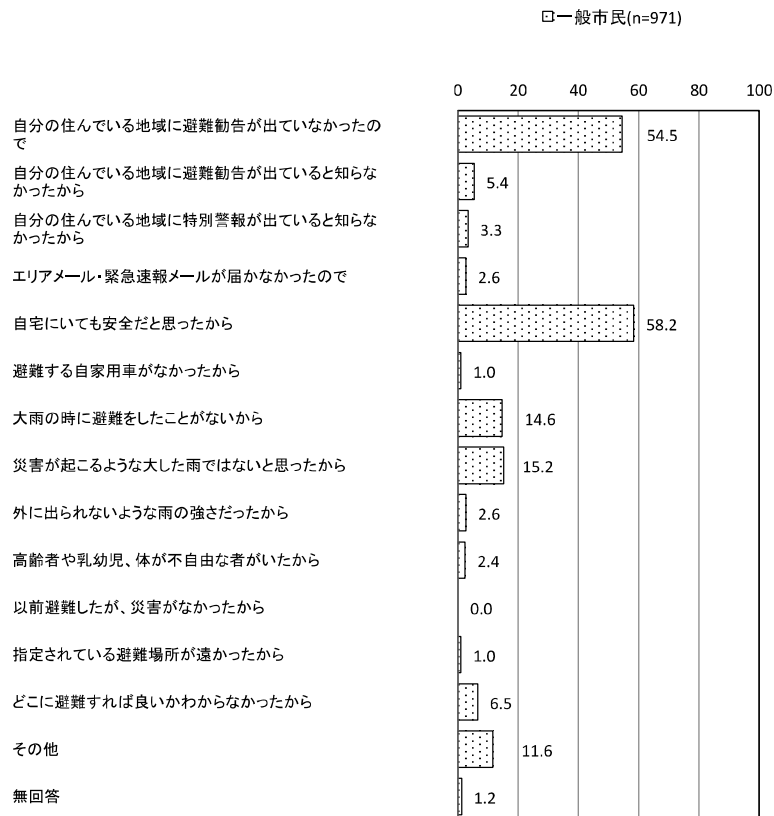 一般市民(n=971)
0 20 40 60 80 100
自分の住んでいる地域に避難勧告が出ていなかったの
で
54.5
自分の住んでいる地域に避難勧告が出ていると知らな
かったから
5.4
自分の住んでいる地域に特別警報が出ていると知らな
かったから
3.3
エリアメール・緊急速報メールが届かなかったので
2.6
自宅にいても安全だと思ったから
58.2
避難する自家用車がなかったから
1.0
大雨の時に避難をしたことがないから
14.6
災害が起こるような大した雨ではないと思ったから
15.2
外に出られないような雨の強さだったから
2.6
高齢者や乳幼児、体が不自由な者がいたから
2.4
以前避難したが、災害がなかったから
0.0
指定されている避難場所が遠かったから
1.0
どこに避難すれば良いかわからなかったから
6.5
その他
11.6
無回答
1.2